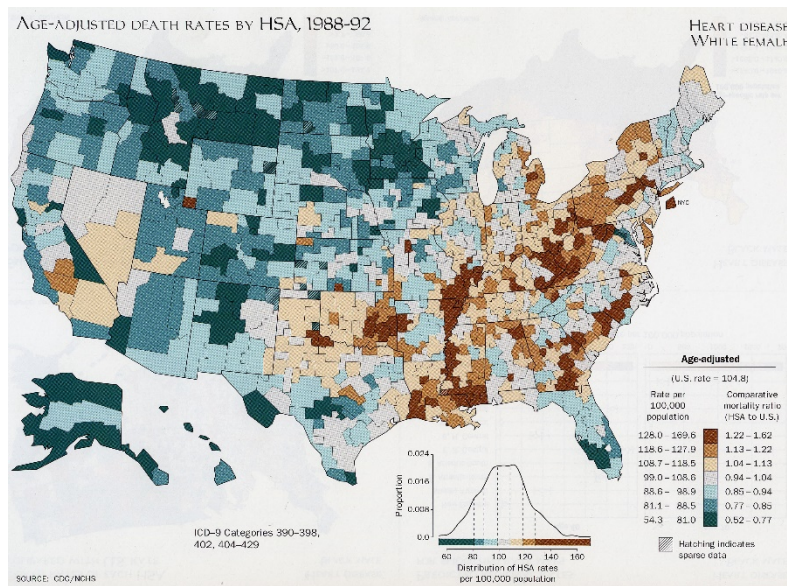 AGE-ADJUSTED DEATH RATES BY HSA, 1988-92
HEART DISEASE
WHITE FEMALE
NYC
Age-adjusted
(U.S. rate = 104.8)
Rate per
100,000
population
Comparative
mortality ratio
(HSA to U.S.)
128.0 – 169.6 1.22 – 1.62
118.6 – 127.9 1.13 – 1.22
108.7 – 118.5 1.04 – 1.13
99.0 – 108.6 0.94 – 1.04
88.6 – 98.9 0.85 – 0.94
81.1 – 88.5 0.77 – 0.85
54.3 81.0 0.52 – 0.77
Hatching indicates
sparse data
0.024
0.016
0.008
0.0
Proportion
60 80 100 120 140 160
Distribution of HSA rates
per 100,000 population
ICD–9 Categories 390–398,
402, 404–429
SOURCE: CDC/NCHS